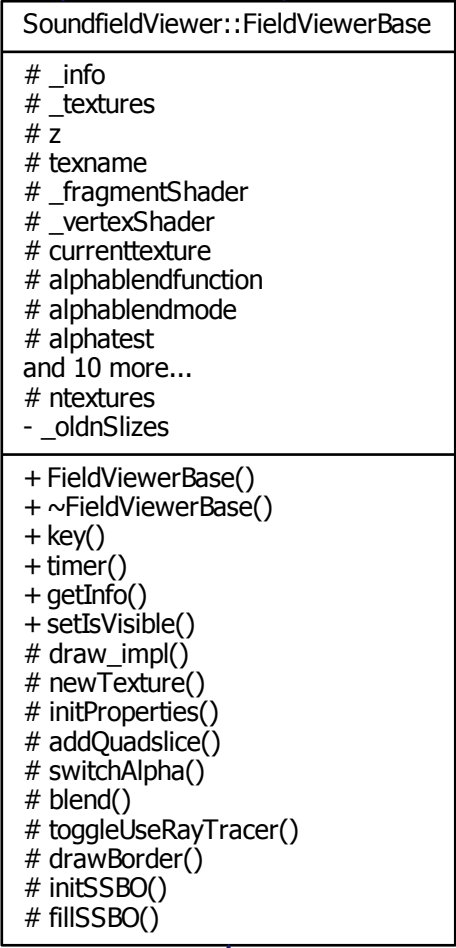 SoundfieldViewer::FieldViewerBase
# _info
# _textures
# z
# texname
# _fragmentShader
# _vertexShader
# currenttexture
# alphablendfunction
# alphablendmode
# alphatest
and 10 more...
# ntextures
- _oldnSlizes
+ FieldViewerBase()
+ ~FieldViewerBase()
+ key()
+ timer()
+ getInfo()
+ setIsVisible()
# draw_impl()
# newTexture()
# initProperties()
# addQuadslice()
# switchAlpha()
# blend()
# toggleUseRayTracer()
# drawBorder()
# initSSBO()
# fillSSBO()